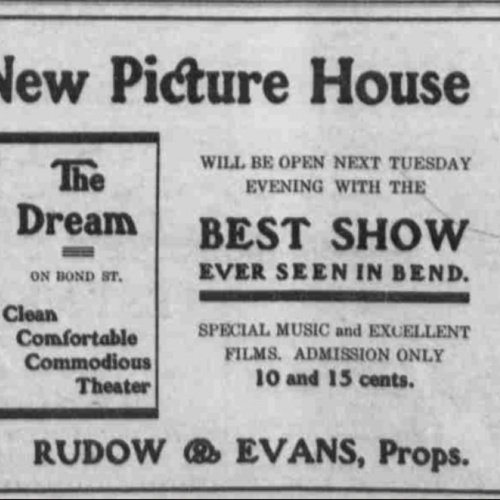 New Picture House
The
Dream
ON BOND ST.
Clean
Comfortable
Commodious
Theater
WILL BE OPEN NEXT TUESDAY
EVENING WITH THE
BEST SHOW
EVER SEEN IN BEND.
SPECIAL MUSIC and EXCELLENT
FILMS. ADMISSION ONLY
10 and 15 cents.
RUDOW & EVANS, Props.